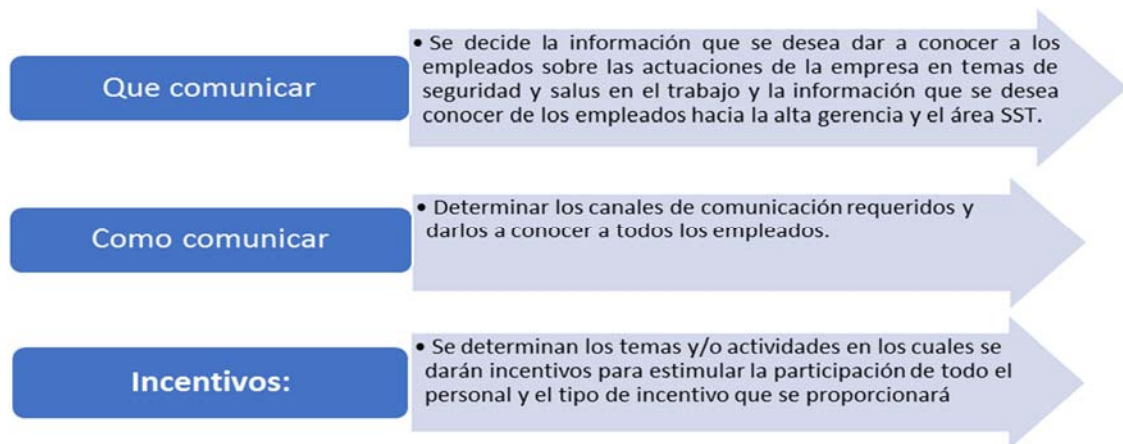 Que comunicar
• Se decide la información que se desea dar a conocer a los
empleados sobre las actuaciones de la empresa en temas de
seguridad y salus en el trabajo y la información que se desea
conocer de los empleados hacia la alta gerencia y el área SST.
Como comunicar
• Determinar los canales de comunicación requeridos y
darlos a conocer a todos los empleados.
Incentivos:
• Se determinan los temas y/o actividades en los cuales se
darán incentivos para estimular la participación de todo el
personal y el tipo de incentivo que se proporcionará